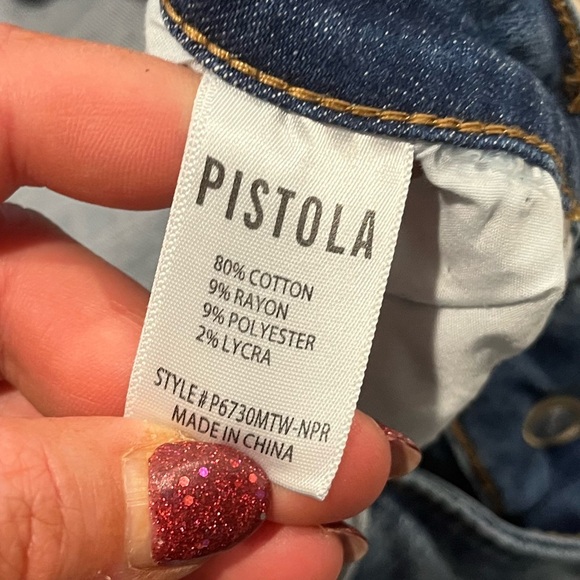 PISTOLA
80% COTTON
9% RAYON
9% POLYESTER
2% LYCRA
STYLE # P6730MTW-NPR
MADE IN CHINA